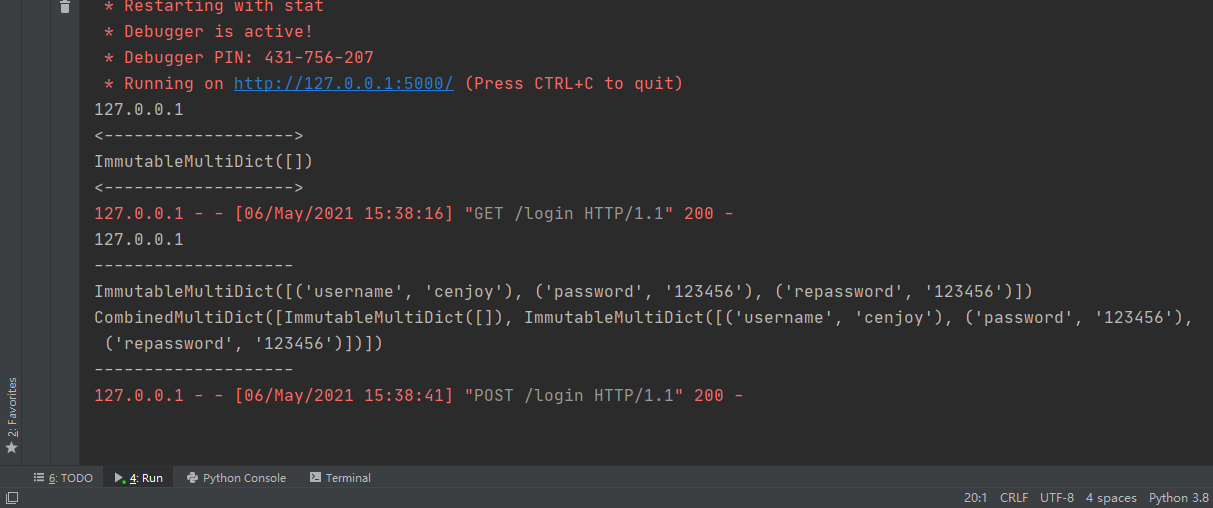 * Restarting with stat
* Debugger is active!
* Debugger PIN: 431-756-207
* Running on http://127.0.0.1:5000/ (Press CTRL+C to quit)
127.0.0.1
<------------------->
ImmutableMultiDict([])
<------------------->
127.0.0.1 - - [06/May/2021 15:38:16] "GET /login HTTP/1.1" 200 -
127.0.0.1
--------------------
ImmutableMultiDict([('username', 'cenjoy'), ('password', '123456'), ('repassword', '123456')])
CombinedMultiDict([ImmutableMultiDict([]), ImmutableMultiDict([('username', 'cenjoy'), ('password', '123456'),
('repassword', '123456')])])
--------------------
127.0.0.1 - - [06/May/2021 15:38:41] "POST /login HTTP/1.1" 200 -
2: Favorites
6: TODO 4: Run Python Console Terminal
20:1 CRLF UTF-8 4 spaces Python 3.8